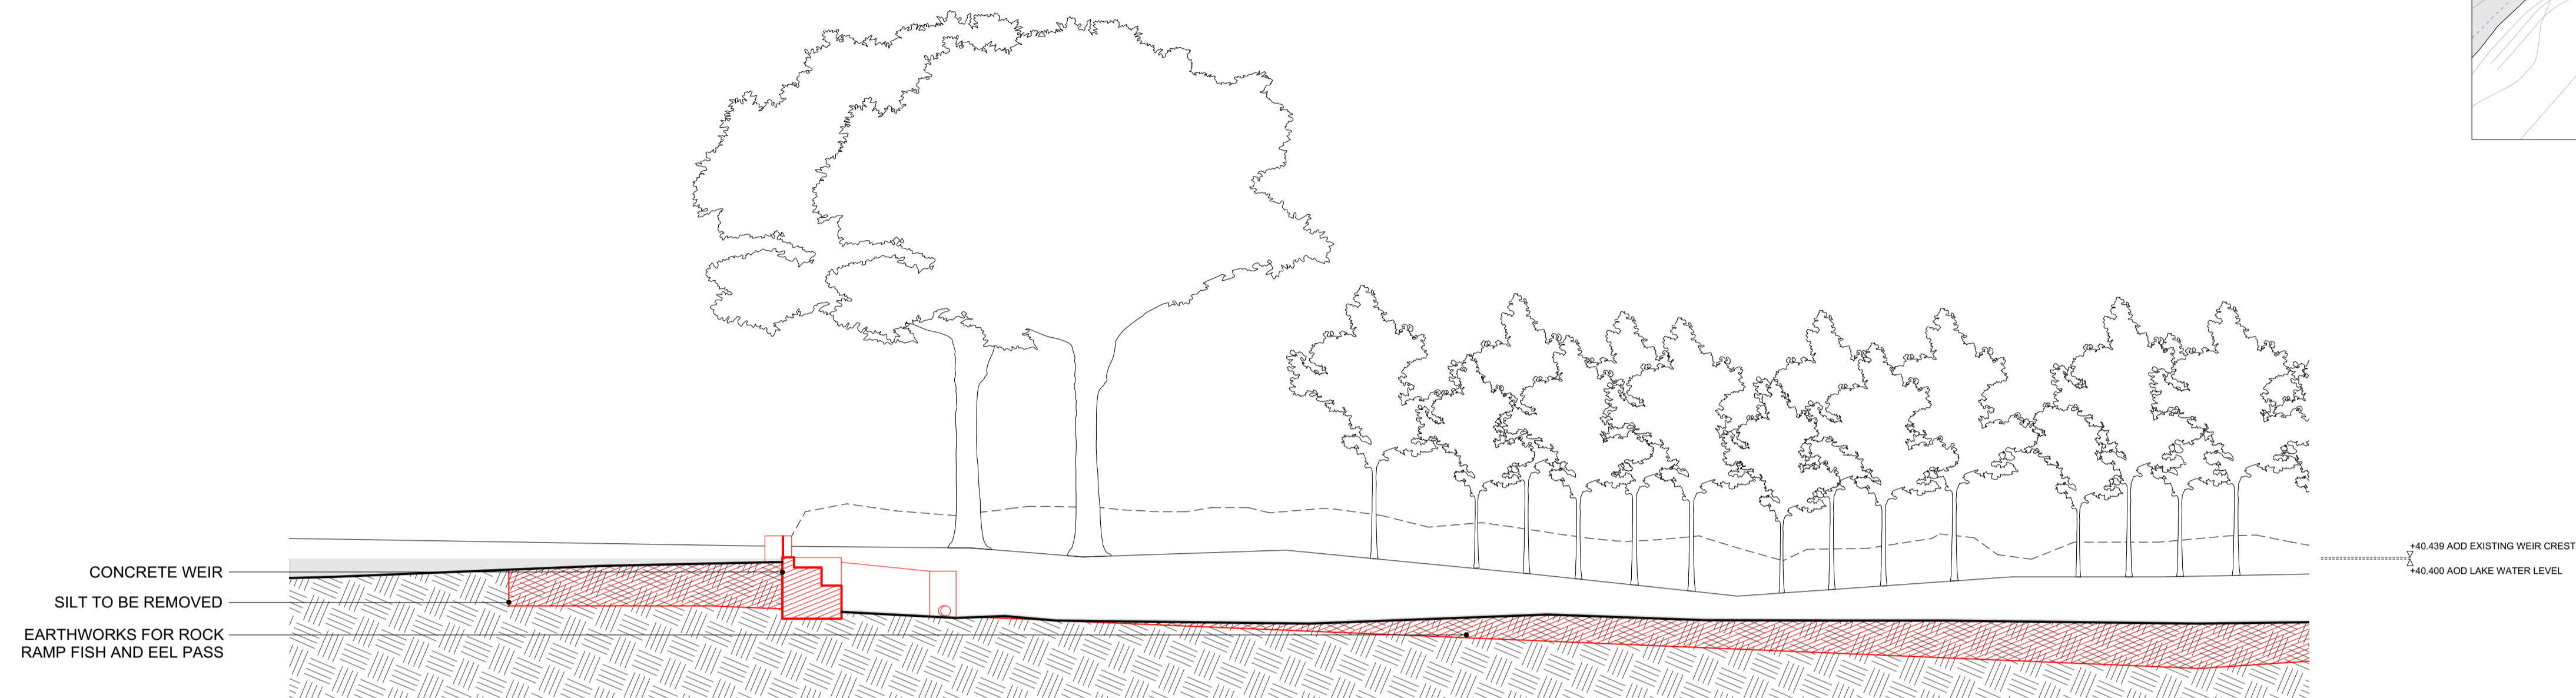 CONCRETE WEIR
SILT TO BE REMOVED
EARTHWORKS FOR ROCK
RAMP FISH AND EEL PASS
+40.439 AOD EXISTING WEIR CREST
+40.400 AOD LAKE WATER LEVEL